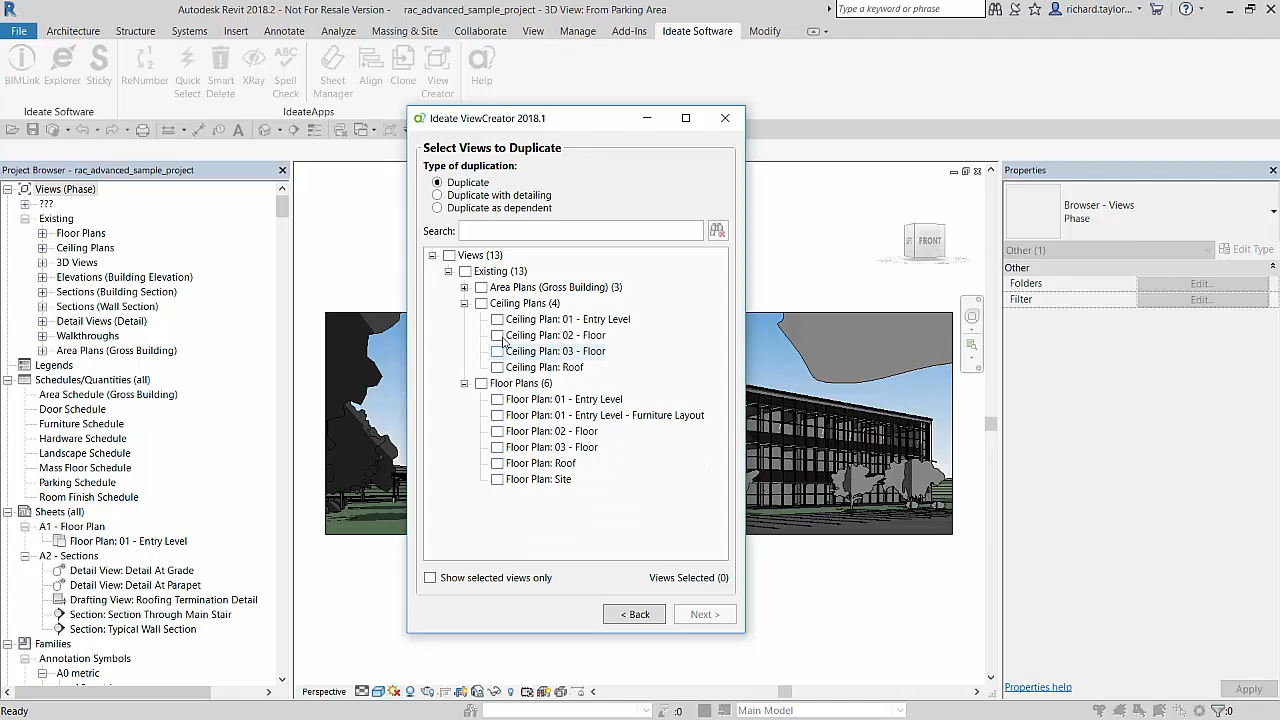 Autodesk Revit 2018.2 - Not For Resale Version - rac_advanced_sample_project - 3D View: From Parking Area
Type a keyword or phrase
richard.taylor...
File Architecture Structure Systems Insert Annotate Analyze Massing & Site Collaborate View Manage Add-Ins Ideate Software Modify
BIMLink Explorer Sticky ReNumber Quick Select Smart Delete XRay Spell Check Sheet Manager Align Clone View Creator Help
Ideate Software IdeateApps
Project Browser - rac_advanced_sample_project
Views (Phase)
???
Existing
Floor Plans
Ceiling Plans
3D Views
Elevations (Building Elevation)
Sections (Building Section)
Sections (Wall Section)
Detail Views (Detail)
Walkthroughs
Area Plans (Gross Building)
Legends
Schedules/Quantities (all)
Area Schedule (Gross Building)
Door Schedule
Furniture Schedule
Hardware Schedule
Landscape Schedule
Mass Floor Schedule
Parking Schedule
Room Finish Schedule
Sheets (all)
A1 - Floor Plan
Floor Plan: 01 - Entry Level
A2 - Sections
Detail View: Detail At Grade
Detail View: Detail At Parapet
Drafting View: Roofing Termination Detail
Section: Section Through Main Stair
Section: Typical Wall Section
Families
Annotation Symbols
A0 metric
Ideate ViewCreator 2018.1
Select Views to Duplicate
Type of duplication:
Duplicate
Duplicate with detailing
Duplicate as dependent
Search:
Views (13)
Existing (13)
Area Plans (Gross Building) (3)
Ceiling Plans (4)
Ceiling Plan: 01 - Entry Level
Ceiling Plan: 02 - Floor
Ceiling Plan: 03 - Floor
Ceiling Plan: Roof
Floor Plans (6)
Floor Plan: 01 - Entry Level
Floor Plan: 01 - Entry Level - Furniture Layout
Floor Plan: 02 - Floor
Floor Plan: 03 - Floor
Floor Plan: Roof
Floor Plan: Site
Show selected views only Views Selected (0)
< Back Next >
FRONT
Properties
Browser - Views
Phase
Other (1) Edit Type
Other
Folders Edit...
Filter Edit...
Properties help Apply
Perspective
Ready :0 Main Model :0